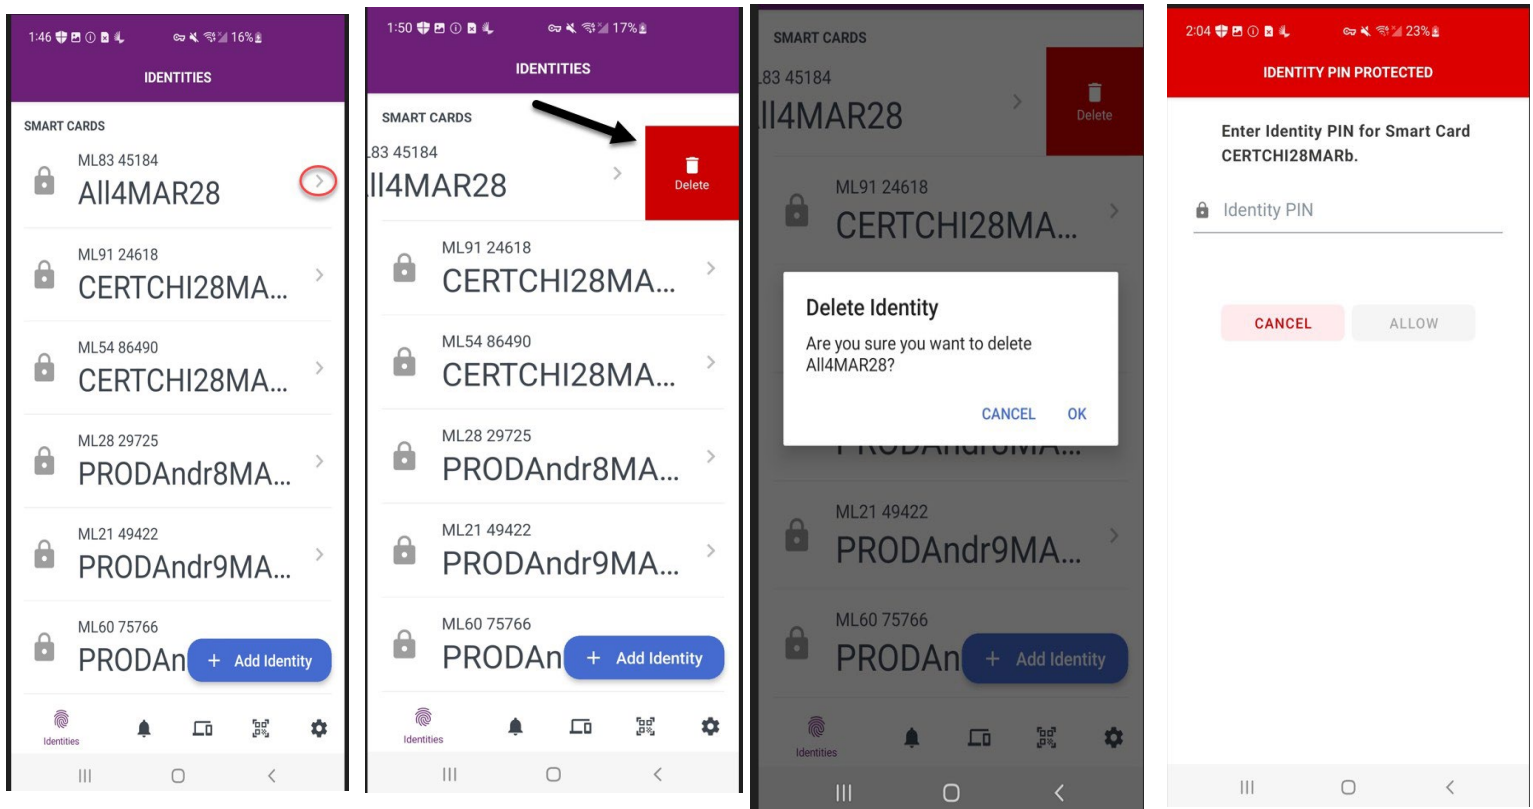 1:46 16%
IDENTITIES
SMART CARDS
ML83 45184
All4MAR28
ML91 24618
CERTCHI28MA...
ML54 86490
CERTCHI28MA...
ML28 29725
PRODAndr8MA...
ML21 49422
PRODAndr9MA...
ML60 75766
PRODAn
+ Add Identity
Identities
1:50 17%
IDENTITIES
SMART CARDS
.83 45184
ll4MAR28
Delete
ML91 24618
CERTCHI28MA...
ML54 86490
CERTCHI28MA...
ML28 29725
PRODAndr8MA...
ML21 49422
PRODAndr9MA...
ML60 75766
PRODAn
+ Add Identity
Identities
SMART CARDS
.83 45184
ll4MAR28
Delete
ML91 24618
CERTCHI28MA...
Delete Identity
Are you sure you want to delete
All4MAR28?
CANCEL OK
PRODAndr8MA...
ML21 49422
PRODAndr9MA...
ML60 75766
PRODAn
+ Add Identity
Identities
2:04 23%
IDENTITY PIN PROTECTED
Enter Identity PIN for Smart Card
CERTCHI28MARb.
Identity PIN
CANCEL ALLOW